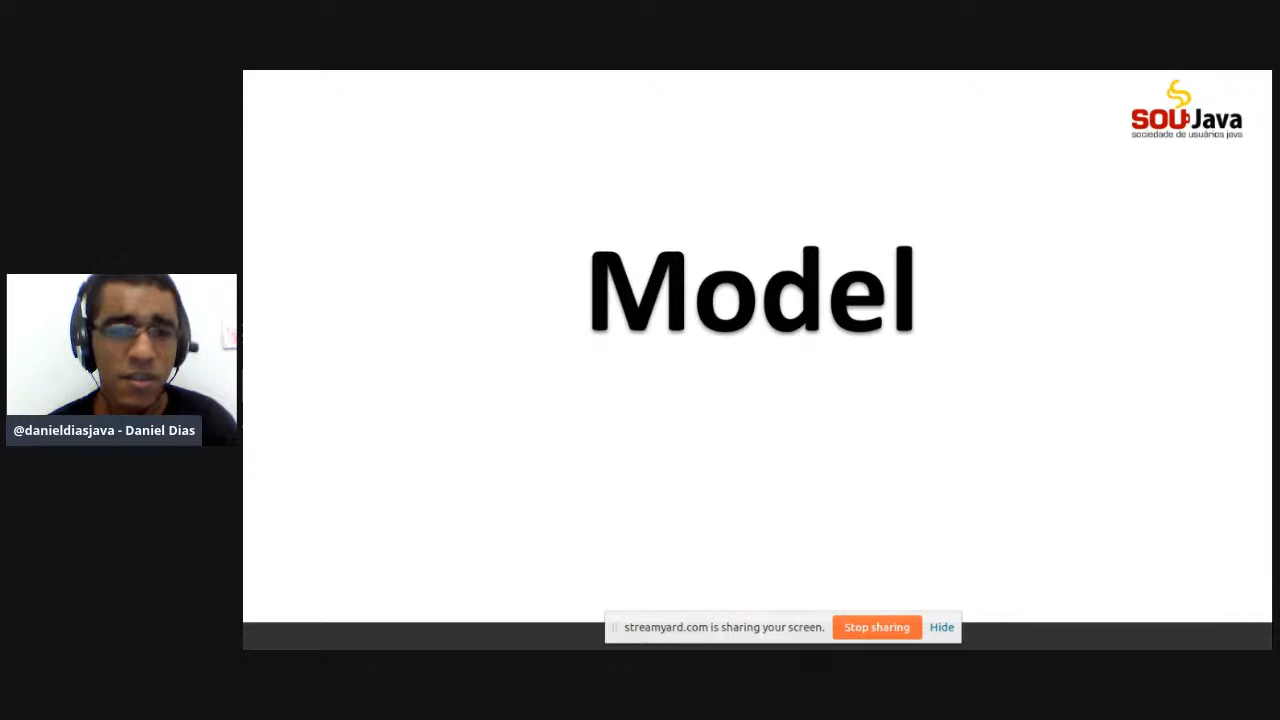 SOUJava
sociedade de usuários java
Model
@danieldiasjava - Daniel Dias
streamyard.com is sharing your screen. Stop sharing Hide